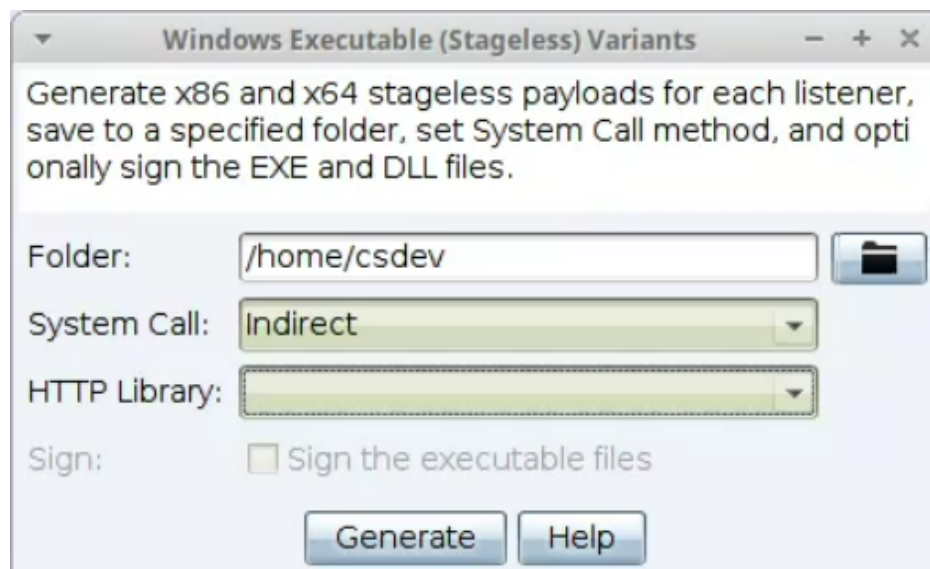 Windows Executable (Stageless) Variants
Generate x86 and x64 stageless payloads for each listener,
save to a specified folder, set System Call method, and opti
onally sign the EXE and DLL files.
Folder: /home/csdev
System Call: Indirect
HTTP Library:
Sign: Sign the executable files
Generate Help